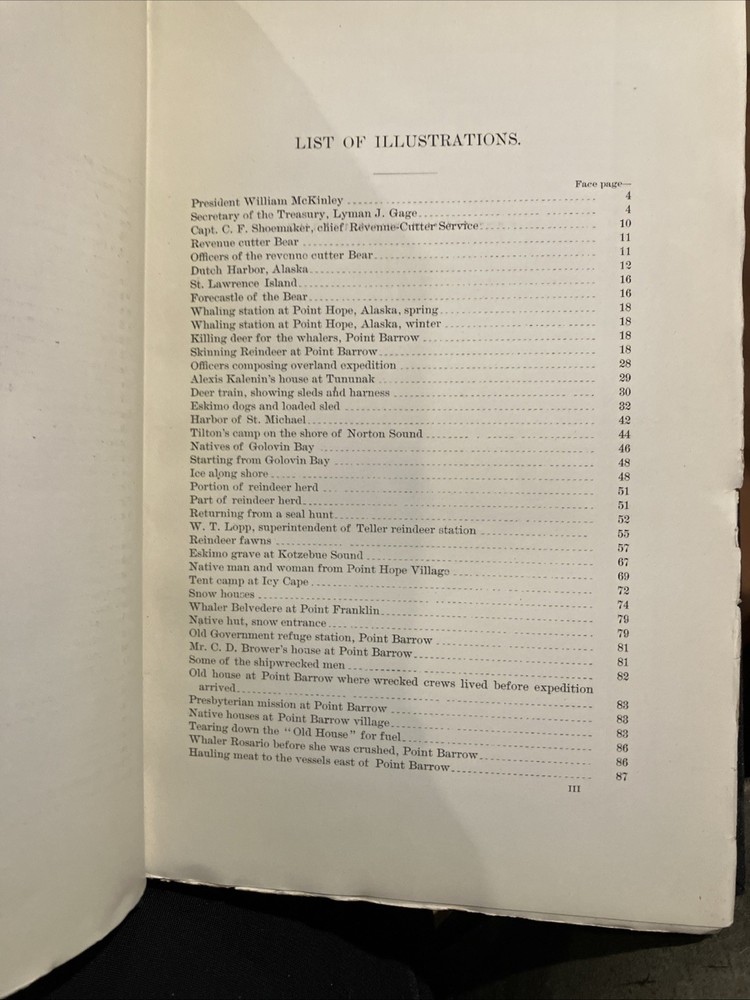 LIST OF ILLUSTRATIONS.
Face page—
President William McKinley 4
Secretary of the Treasury, Lyman J. Gage 4
Capt. C. F. Shoemaker, chief Revenue-Cutter Service 10
Revenue cutter Bear 11
Officers of the revenue cutter Bear 11
Dutch Harbor, Alaska 12
St. Lawrence Island 16
Forecastle of the Bear 16
Whaling station at Point Hope, Alaska, spring 18
Whaling station at Point Hope, Alaska, winter 18
Killing deer for the whalers, Point Barrow 18
Skinning Reindeer at Point Barrow 18
Officers composing overland expedition 28
Alexis Kalenin's house at Tununak 29
Deer train, showing sleds and harness 30
Eskimo dogs and loaded sled 32
Harbor of St. Michael 42
Tilton's camp on the shore of Norton Sound 44
Natives of Golovin Bay 46
Starting from Golovin Bay 48
Ice along shore 48
Portion of reindeer herd 51
Part of reindeer herd 51
Returning from a seal hunt 52
W. T. Lopp, superintendent of Teller reindeer station 55
Reindeer fawns 57
Eskimo grave at Kotzebue Sound 67
Native man and woman from Point Hope Village 69
Tent camp at Icy Cape 72
Snow houses 74
Whaler Belvedere at Point Franklin 79
Native hut, snow entrance 79
Old Government refuge station, Point Barrow 81
Mr. C. D. Brower's house at Point Barrow 81
Some of the shipwrecked men 82
Old house at Point Barrow where wrecked crews lived before expedition
arrived 83
Presbyterian mission at Point Barrow 83
Native houses at Point Barrow village 83
Tearing down the "Old House" for fuel 86
Whaler Rosario before she was crushed, Point Barrow 86
Hauling meat to the vessels east of Point Barrow 87
III